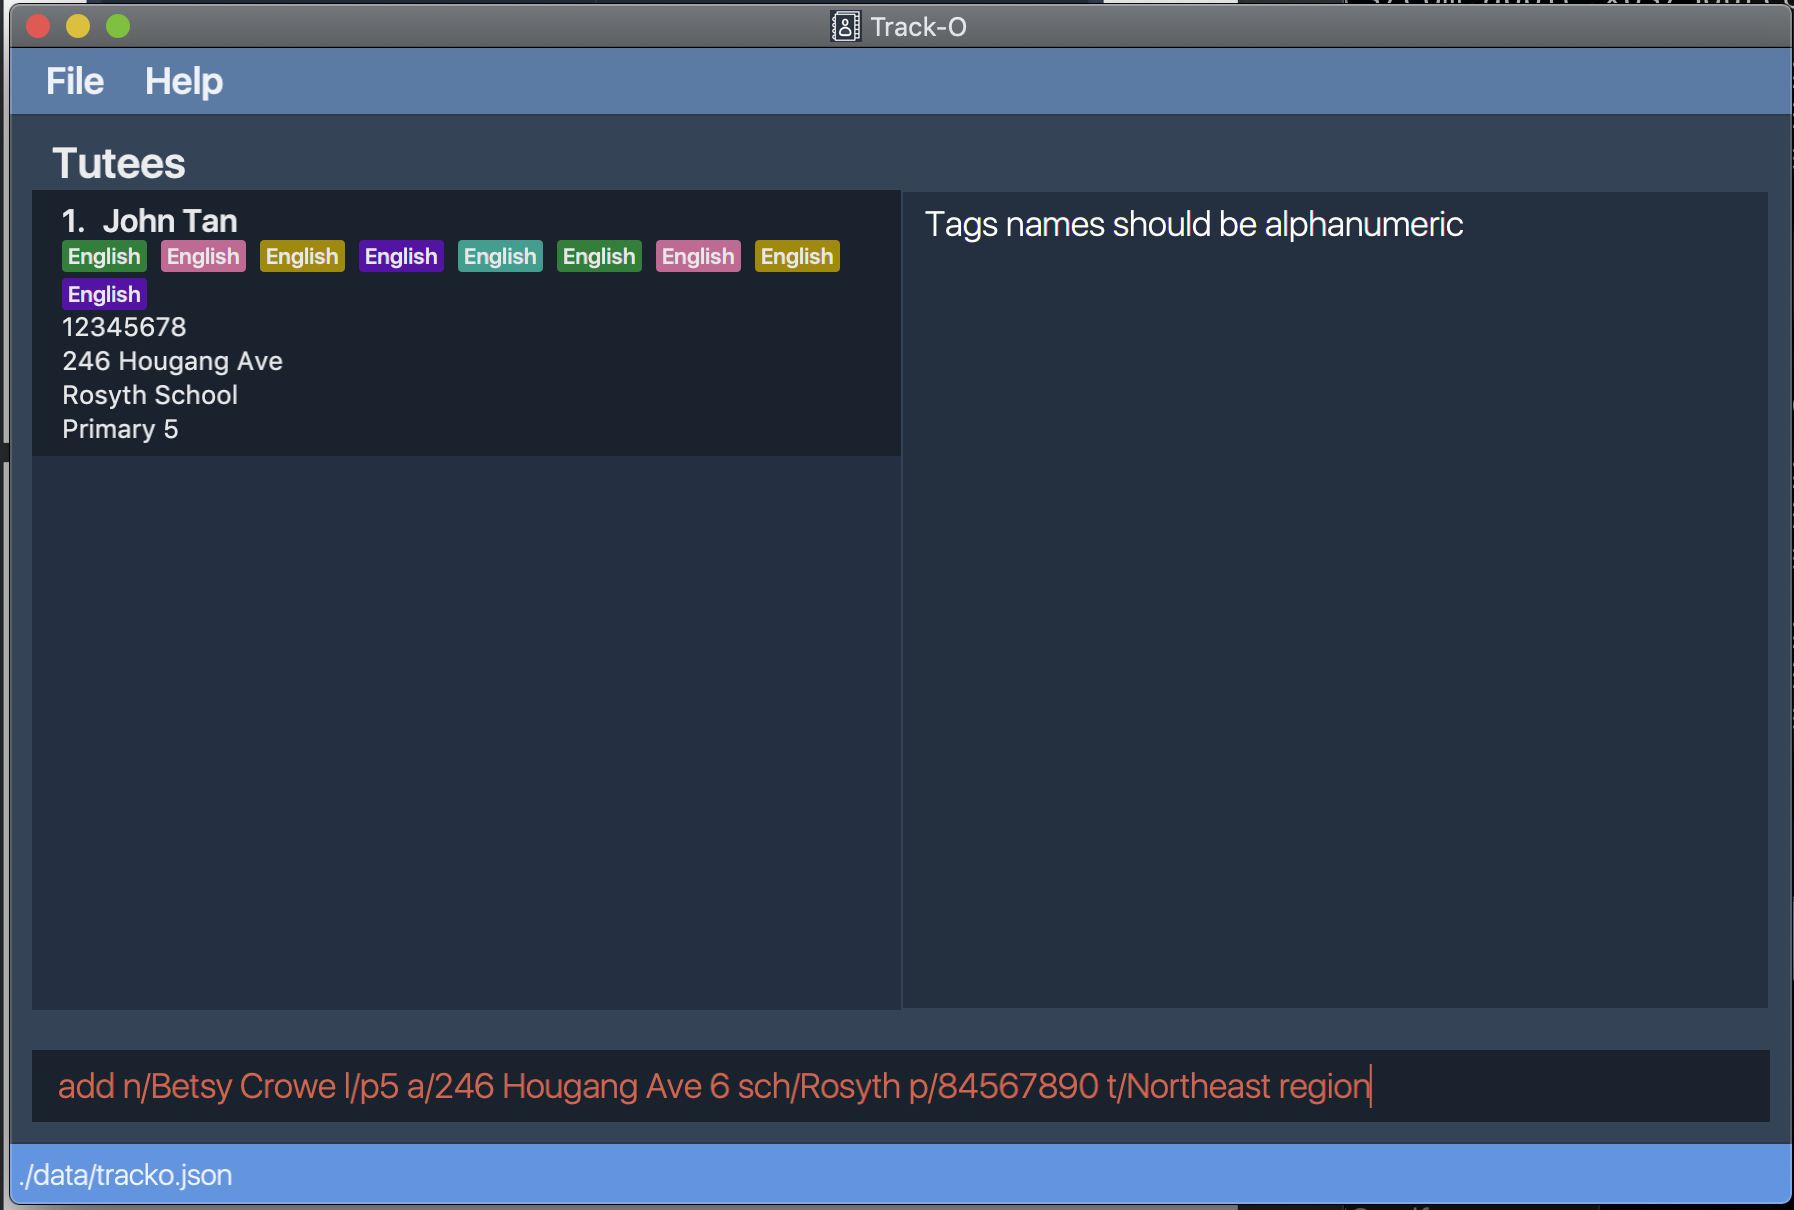 Track-O
File Help
Tutees
1. John Tan
English English English English English English English English
English
12345678
246 Hougang Ave
Rosyth School
Primary 5
Tags names should be alphanumeric
add n/Betsy Crowe l/p5 a/246 Hougang Ave 6 sch/Rosyth p/84567890 t/Northeast region
./data/tracko.json